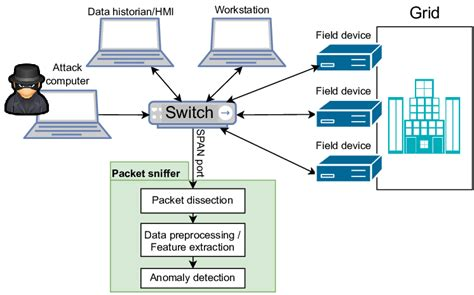 Data historian/HMI
Workstation
Grid
Field device
Attack
computer
Switch
Field device
SPAN port
Field device
Packet sniffer
Packet dissection
Data preprocessing /
Feature extraction
Anomaly detection